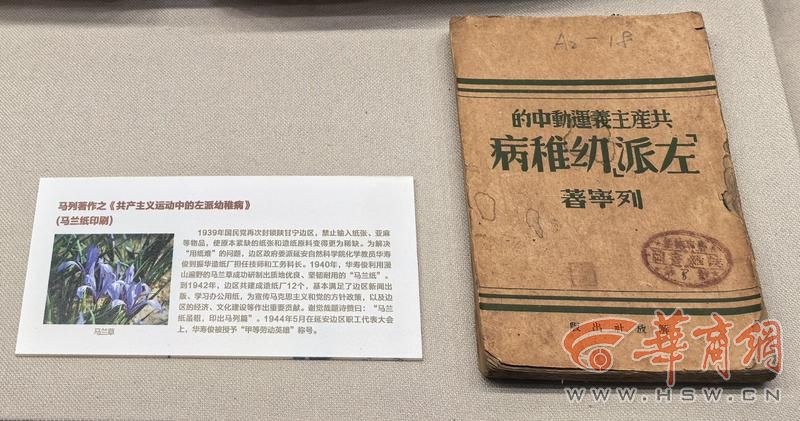 马列著作之《共产主义运动中的左派幼稚病》
(马兰纸印刷)
1939年国民党再次封锁陕甘宁边区，禁止输入纸张、亚麻
等物品，使原本紧缺的纸张和造纸原料变得更为稀缺。为解决
“用纸难”的问题，边区政府委派延安自然科学院化学教员华寿
俊到振华造纸厂担任技师和工务科长。1940年，华寿俊利用漫
山遍野的马兰草成功研制出质地优良、坚韧耐用的“马兰纸”。
到1942年，边区共建成造纸厂12个，基本满足了边区新闻出
版、学习办公用纸，为宣传马克思主义和党的方针政策，以及边
区的经济、文化建设等作出重要贡献。谢觉哉题诗赞曰：“马兰
纸虽粗，印出马列篇”。1944年5月在延安边区职工代表大会
上，华寿俊被授予“甲等劳动英雄”称号。
马兰草
A2-18
的中動運義主産共
病稚幼「派左」
著寧列
版出社放解
華商網
WWW.HSW.CN